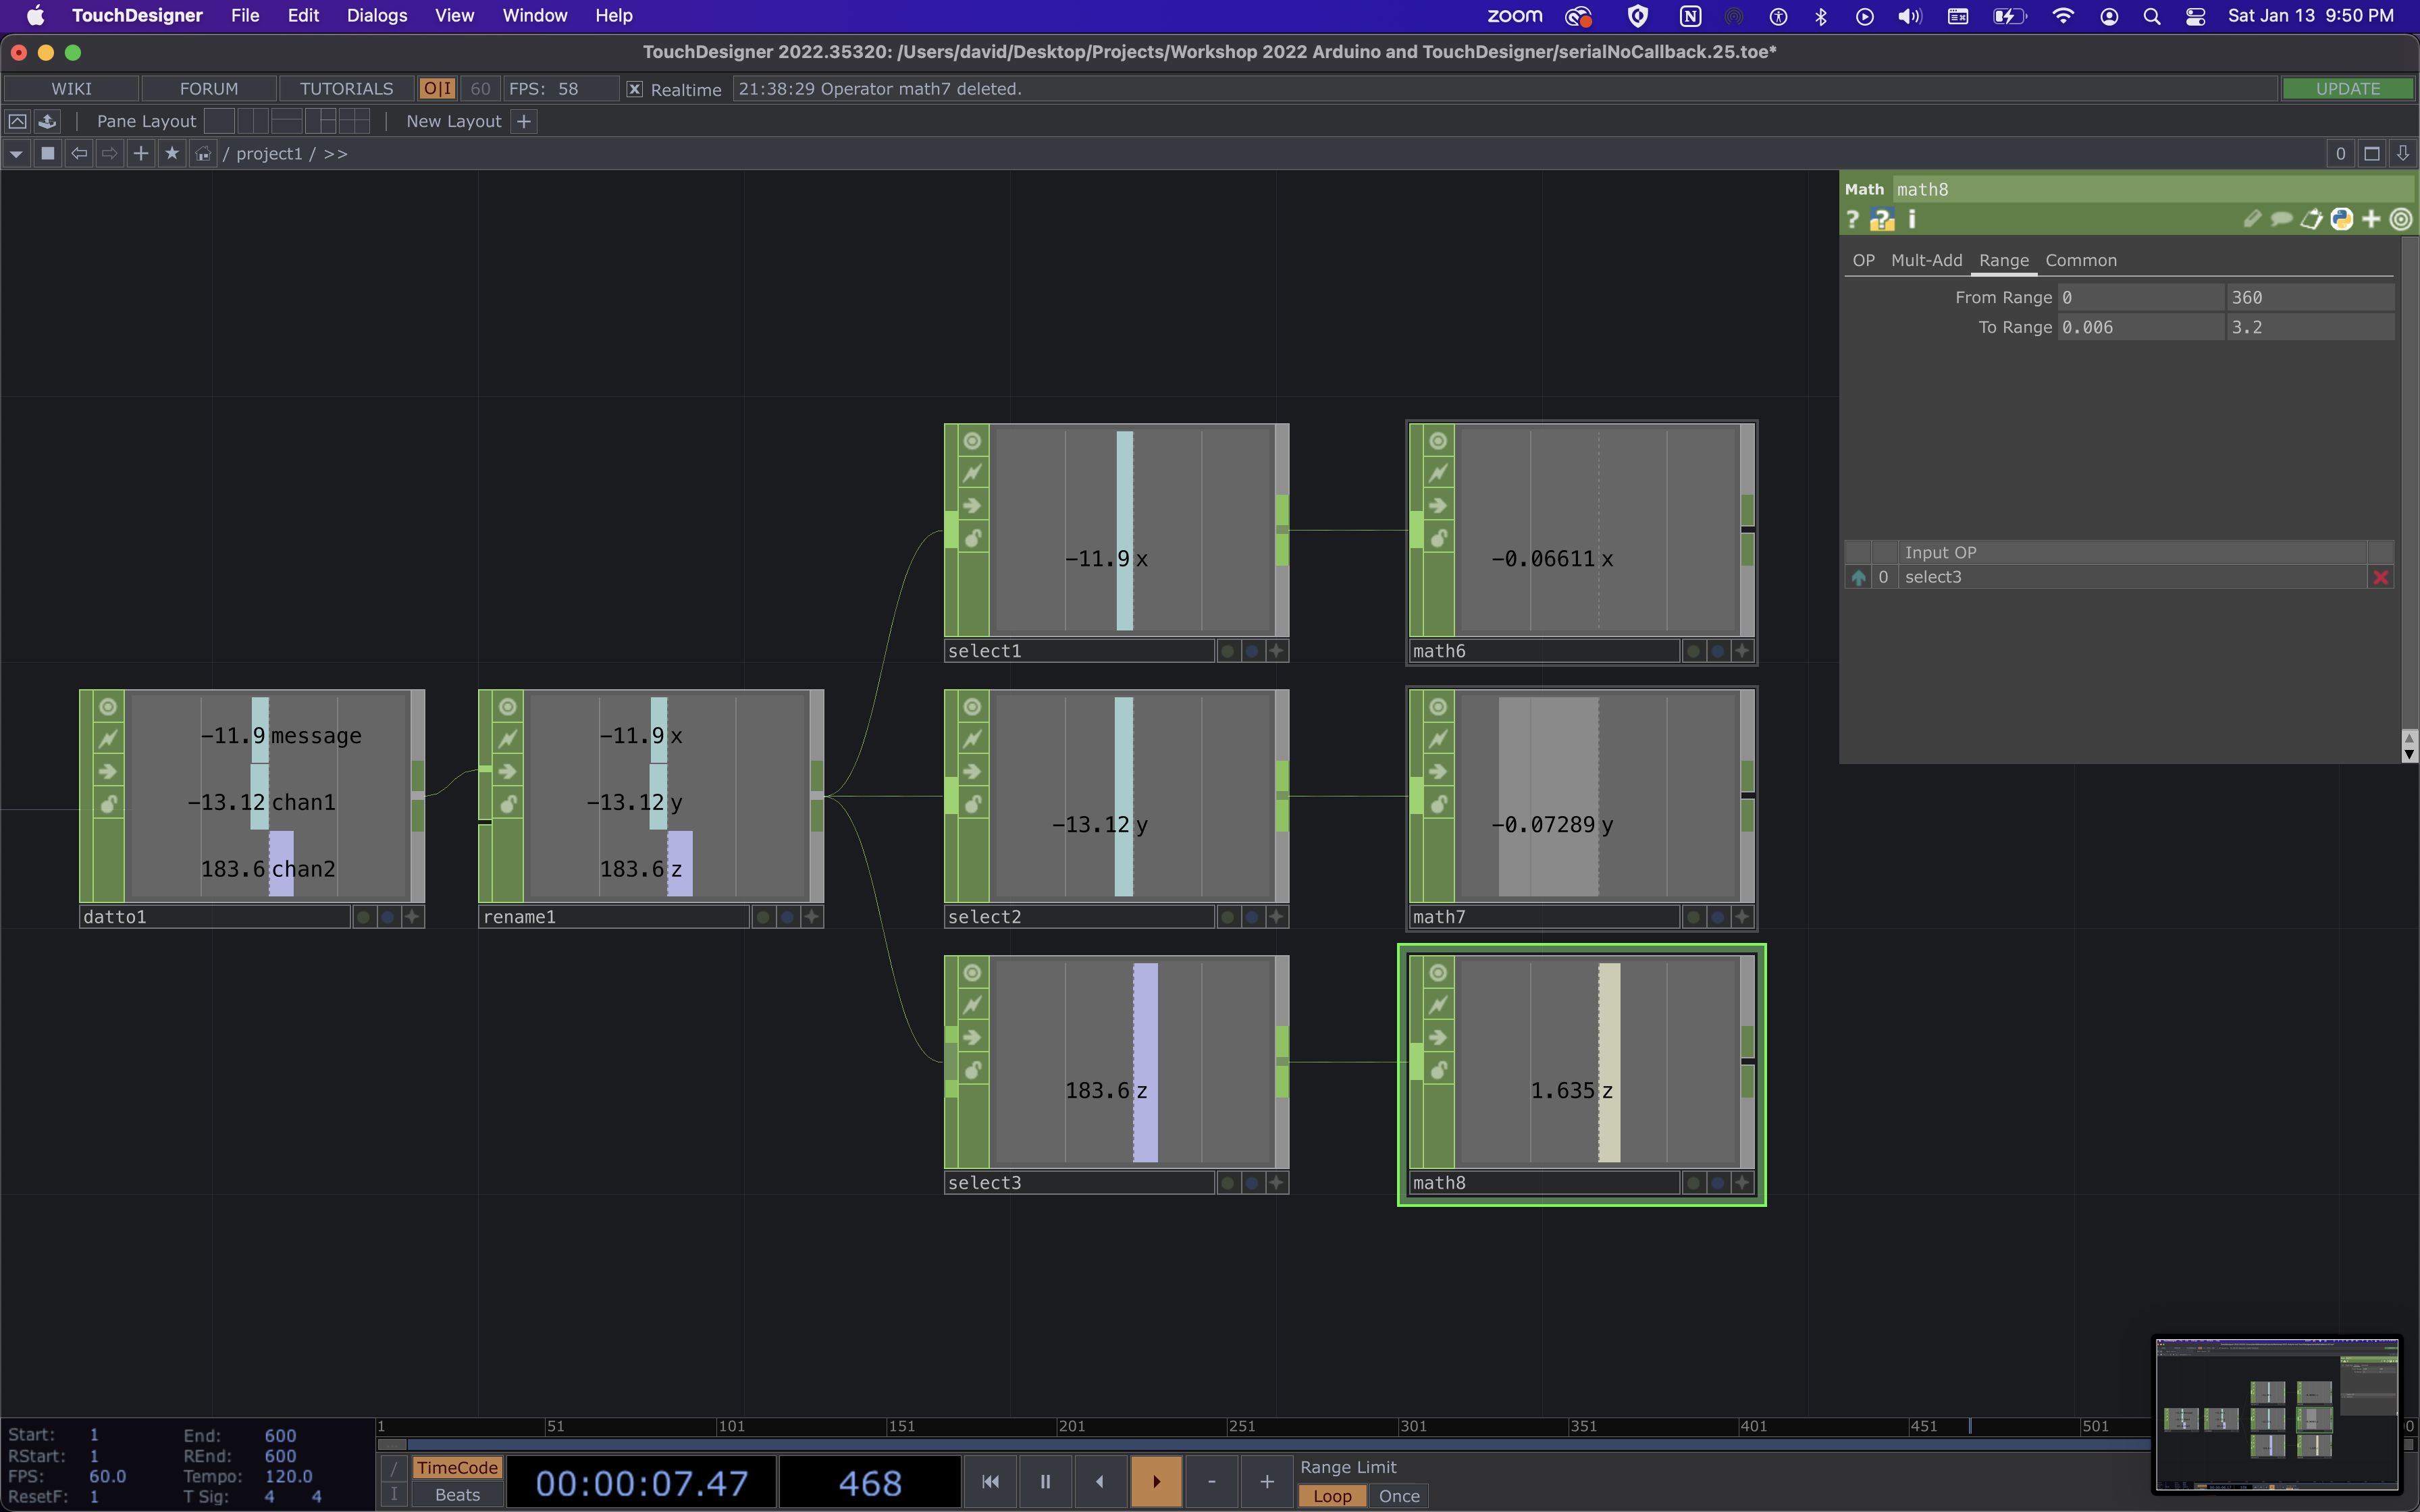 TouchDesigner File Edit Dialogs View Window Help zoom Sat Jan 13 9:50 PM
TouchDesigner 2022.35320: /Users/david/Desktop/Projects/Workshop 2022 Arduino and TouchDesigner/serialNoCallback.25.toe*
WIKI FORUM TUTORIALS O|I 60 FPS: 58 Realtime 21:38:29 Operator math7 deleted. UPDATE
Pane Layout New Layout +
/ project1 / >> 0
Math math8
? ? i
OP Mult-Add Range Common
From Range 0 360
To Range 0.006 3.2
Input OP
0 select3
-11.9 x
select1
-0.06611 x
math6
-11.9 message
-13.12 chan1
183.6 chan2
datto1
-11.9 x
-13.12 y
183.6 z
rename1
-13.12 y
select2
-0.07289 y
math7
183.6 z
select3
1.635 z
math8
1 51 101 151 201 251 301 351 401 451 501
Start: 1 End: 600
RStart: 1 REnd: 600
FPS: 60.0 Tempo: 120.0
ResetF: 1 T Sig: 4 4
/ TimeCode
I Beats
00:00:07.47 468
- +
Range Limit
Loop Once